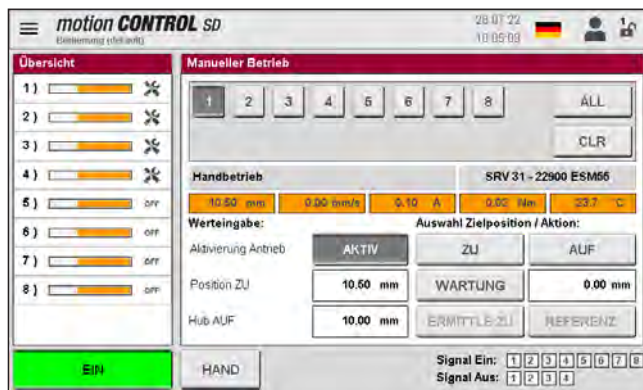 motion CONTROL SD
28.07.22
Bedienung (default)
10:05:09
1
Übersicht
Manueller Betrieb
1 )
2 )
3 )
4 )
5 ) OFF
6 ) OFF
7 ) OFF
8 ) OFF
1 2 3 4 5 6 7 8 ALL
CLR
Handbetrieb
SRV 31 - 22900 ESM55
10.50 mm 0.00 mm/s 0.10 A 0.02 Nm 23.7 °C
Werteingabe:
Auswahl Zielposition / Aktion:
Aktivierung Antrieb AKTIV ZU AUF
Position ZU 10.50 mm WARTUNG 0.00 mm
Hub AUF 10.00 mm ERMITTLE ZU REFERENZ
EIN
HAND
Signal Ein: 1 2 3 4 5 6 7 8
Signal Aus: 1 2 3 4